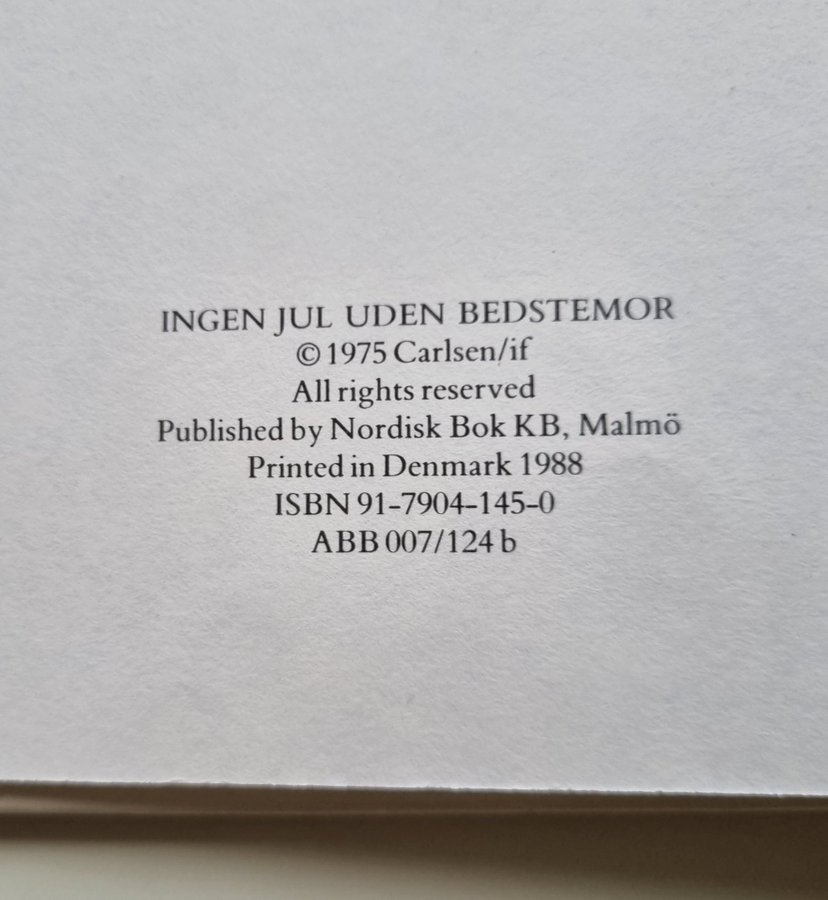 INGEN JUL UDEN BEDSTEMOR
© 1975 Carlsen/if
All rights reserved
Published by Nordisk Bok KB, Malmö
Printed in Denmark 1988
ISBN 91-7904-145-0
ABB 007/124 b